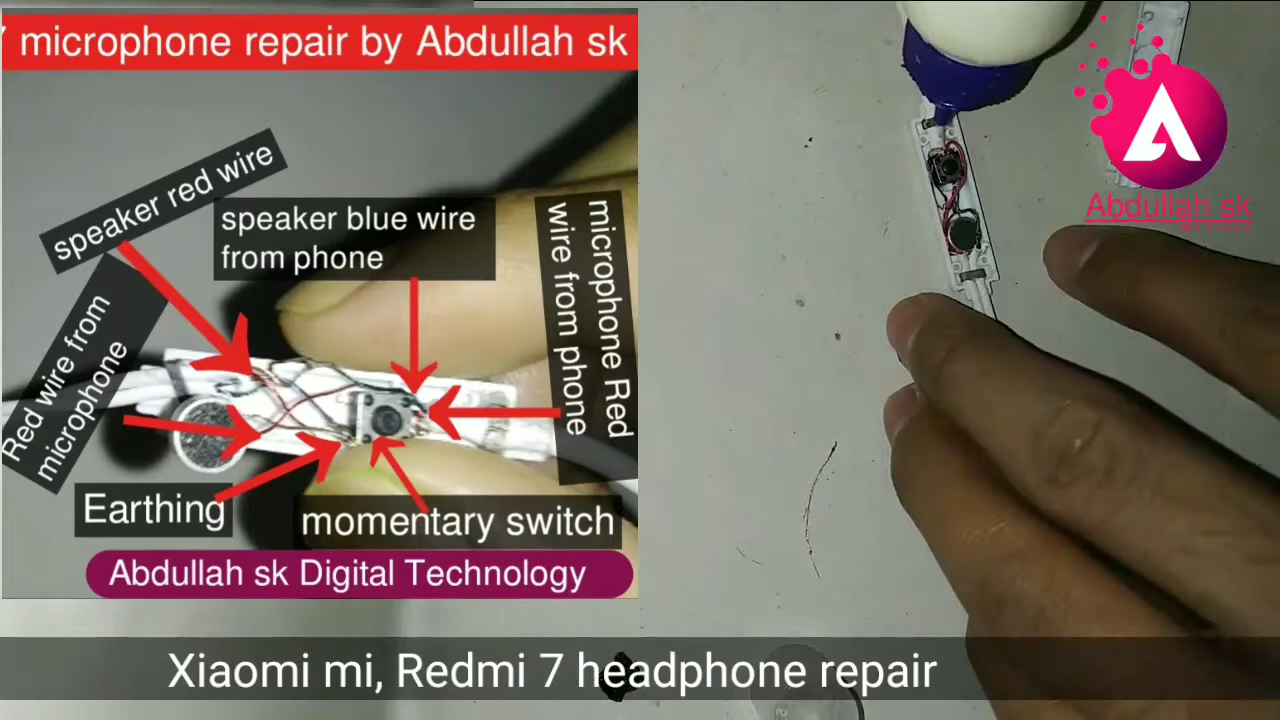 7 microphone repair by Abdullah sk
speaker red wire
speaker blue wire
from phone
microphone Red
wire from phone
Red wire from
microphone
Earthing
momentary switch
Abdullah sk Digital Technology
Abdullah sk
Xiaomi mi, Redmi 7 headphone repair